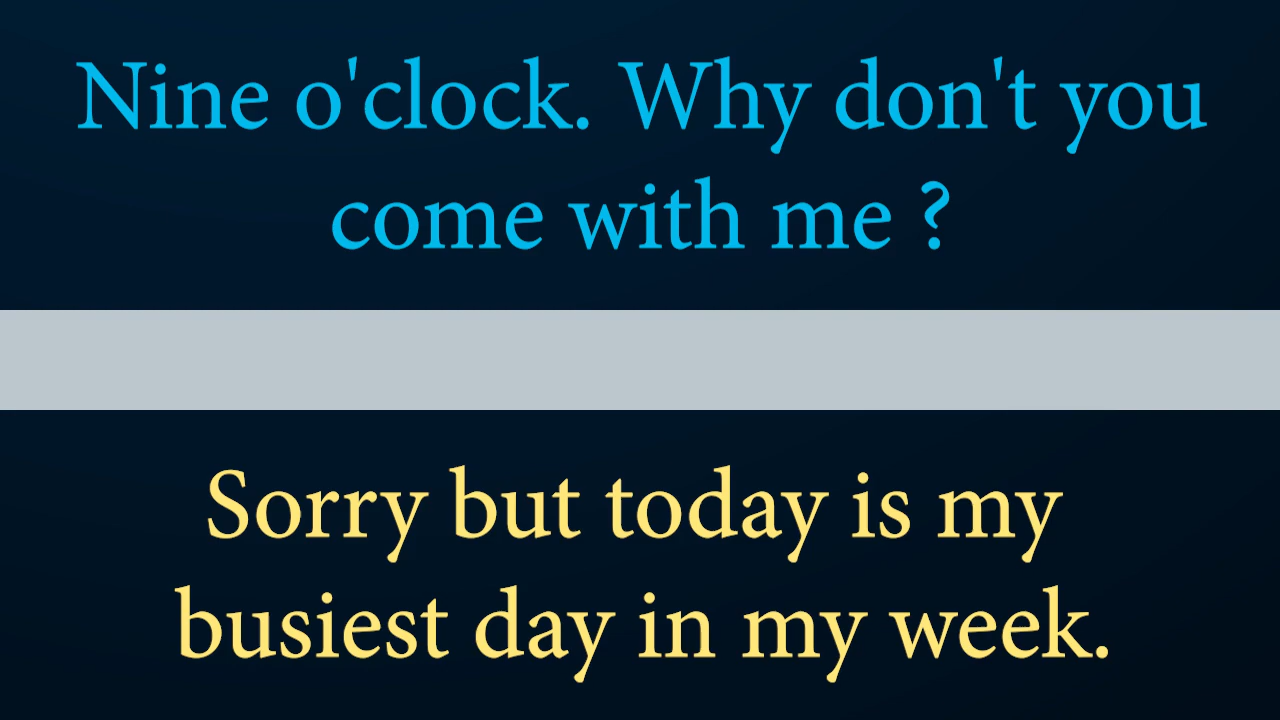 Nine o'clock. Why don't you
come with me ?
Sorry but today is my
busiest day in my week.